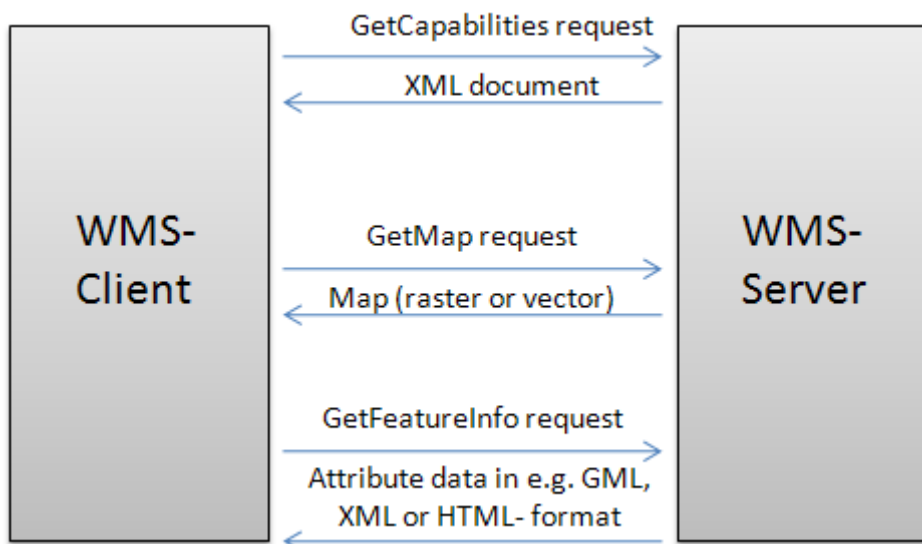 GetCapabilities request
XML document
WMS-
Client
GetMap request
Map (raster or vector)
WMS-
Server
GetFeatureInfo request
Attribute data in e.g. GML,
XML or HTML- format